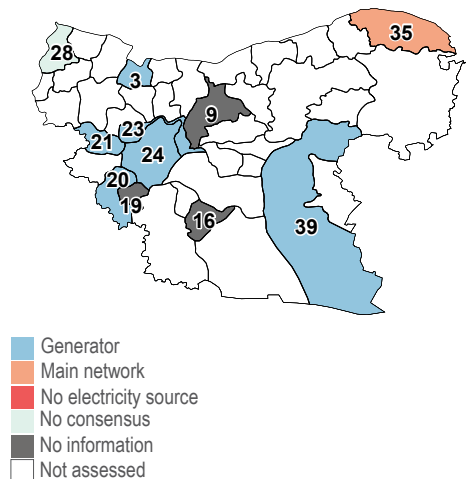 35
28
3
9
23
21
24
20
19
16
39
Generator
Main network
No electricity source
No consensus
No information
Not assessed